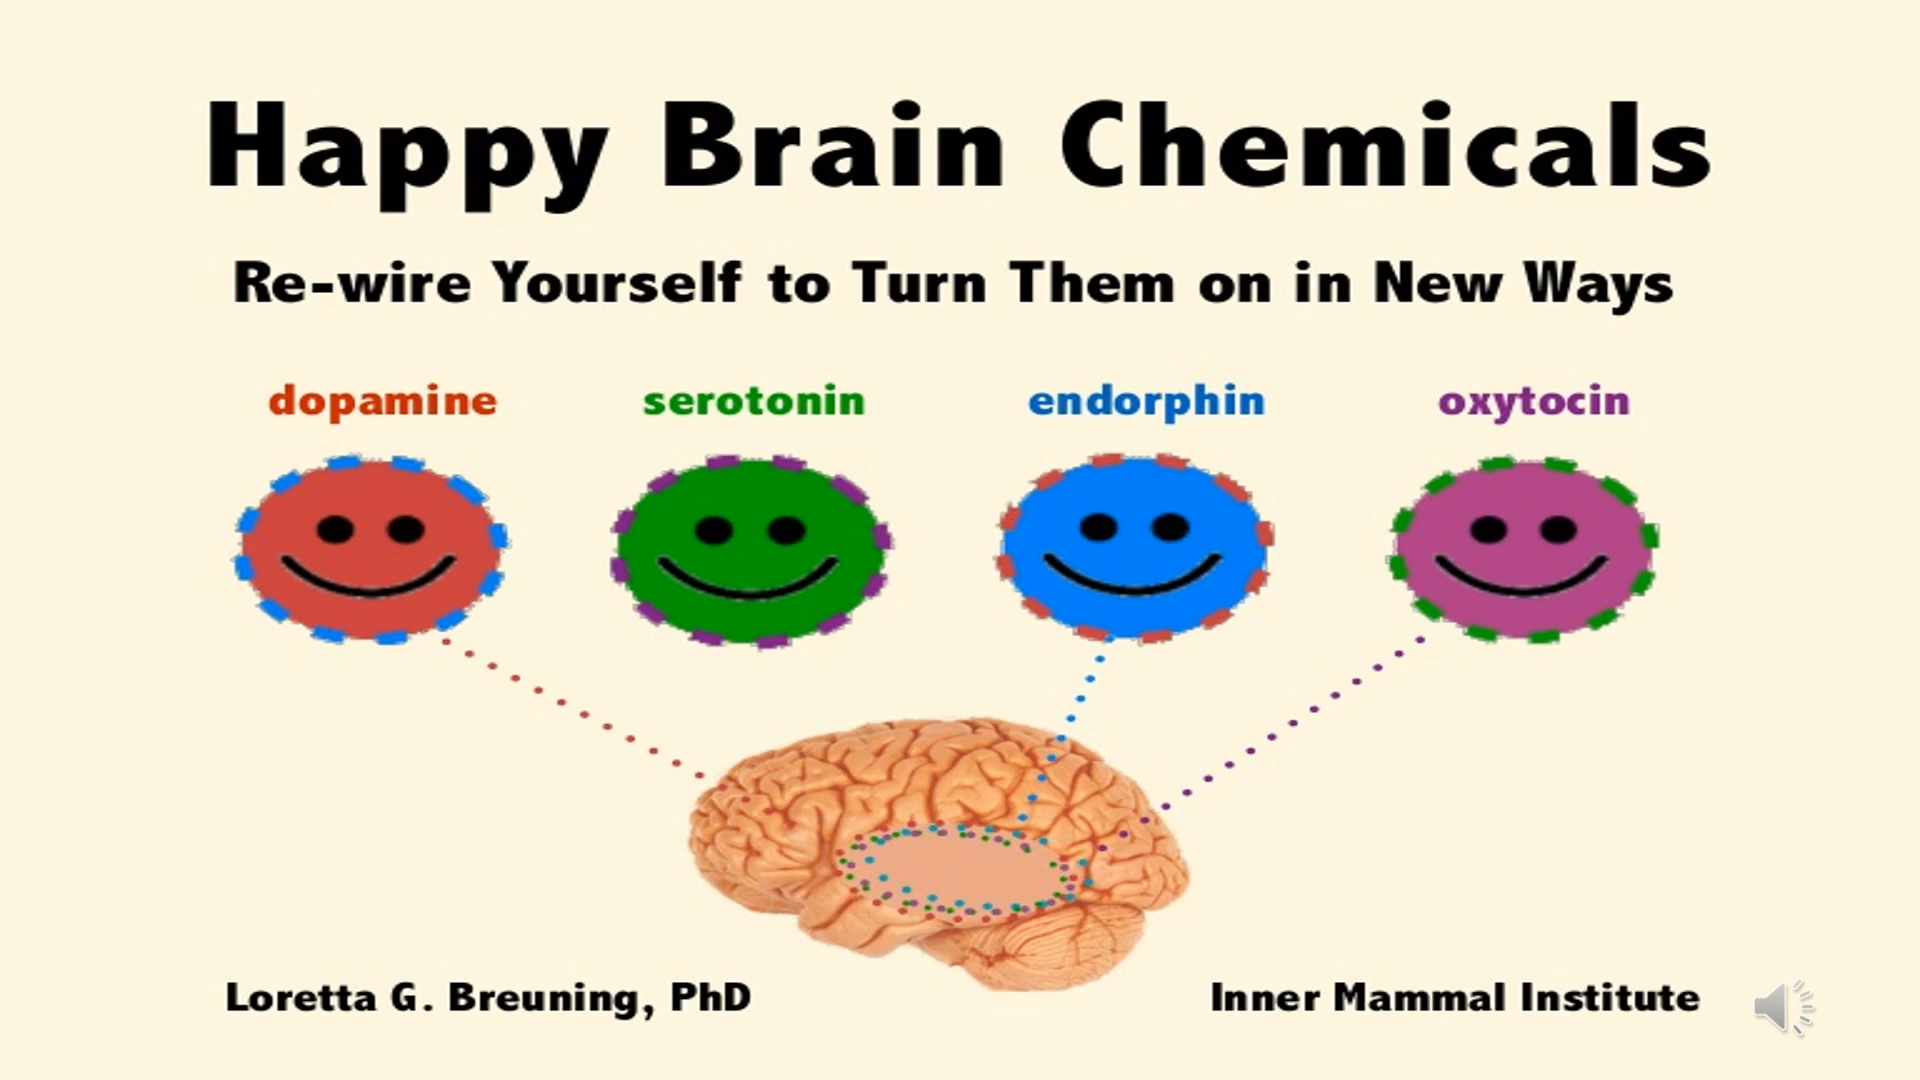 Happy Brain Chemicals
Re-wire Yourself to Turn Them on in New Ways
dopamine serotonin endorphin oxytocin
Loretta G. Breuning, PhD Inner Mammal Institute